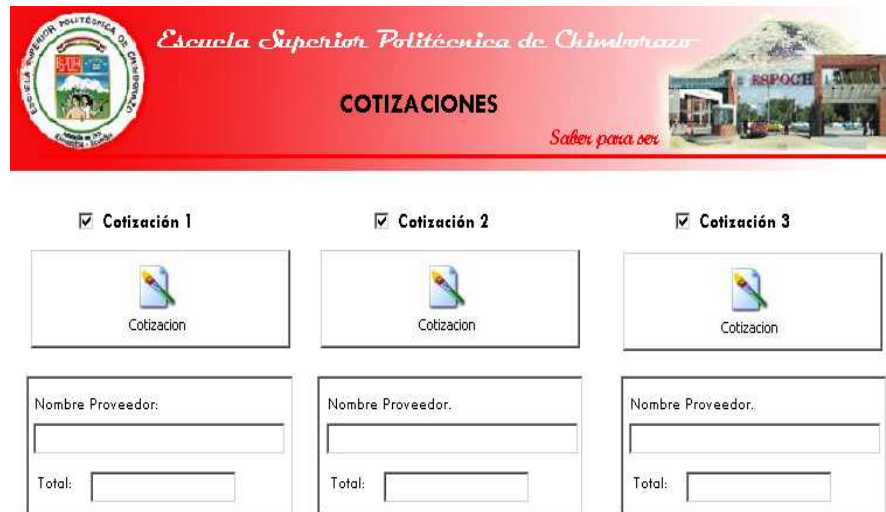 Escuela Superior Politécnica de Chimborazo
ESPOCH
COTIZACIONES
Saber para ser
Cotización 1 Cotización 2 Cotización 3
Cotizacion Cotizacion Cotizacion
Nombre Proveedor: Nombre Proveedor. Nombre Proveedor.
Total: Total: Total: